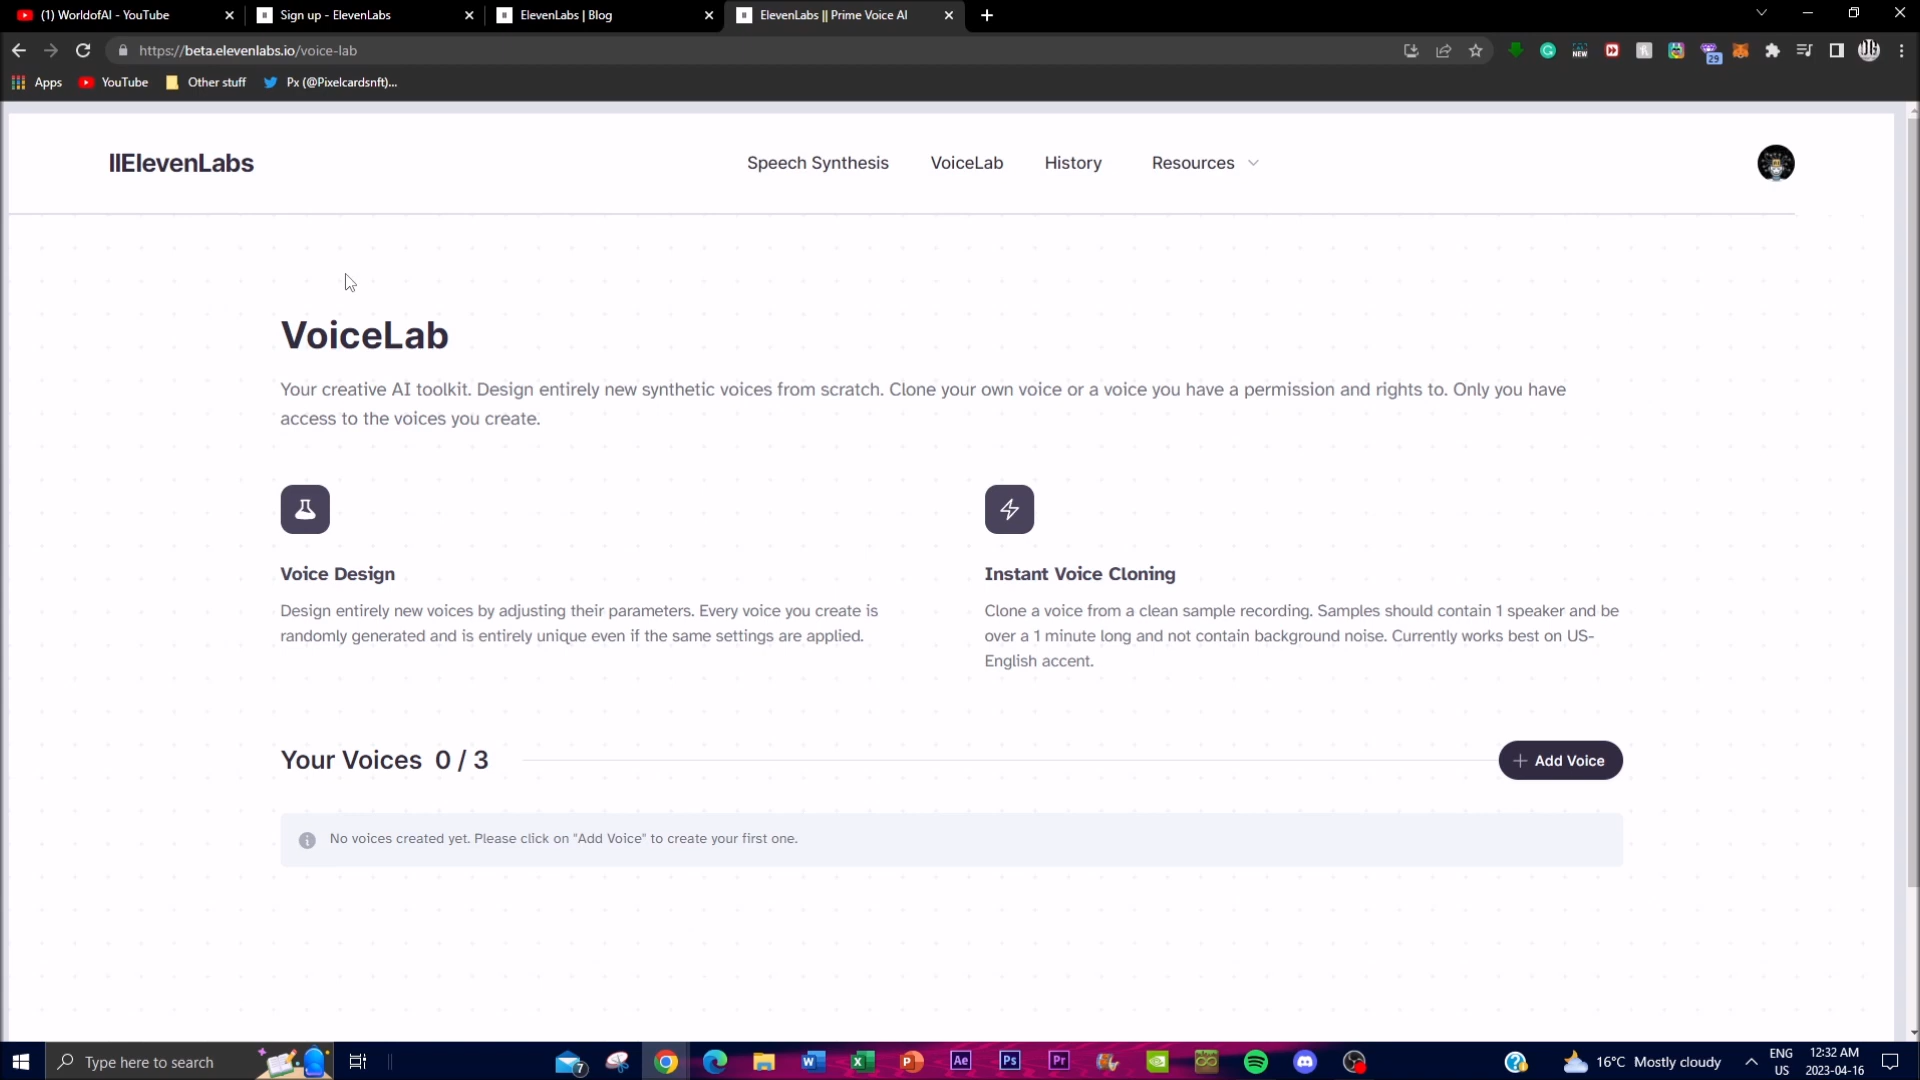 (1) WorldofAI - YouTube
Sign up - ElevenLabs
ElevenLabs | Blog
ElevenLabs || Prime Voice AI
https://beta.elevenlabs.io/voice-lab
NEW
29
Apps
YouTube
Other stuff
Px (@Pixelcardsnft)...
IIElevenLabs
Speech Synthesis
VoiceLab
History
Resources
VoiceLab
Your creative AI toolkit. Design entirely new synthetic voices from scratch. Clone your own voice or a voice you have a permission and rights to. Only you have
access to the voices you create.
Voice Design
Design entirely new voices by adjusting their parameters. Every voice you create is
randomly generated and is entirely unique even if the same settings are applied.
Instant Voice Cloning
Clone a voice from a clean sample recording. Samples should contain 1 speaker and be
over a 1 minute long and not contain background noise. Currently works best on US-
English accent.
Your Voices 0 / 3
Add Voice
No voices created yet. Please click on "Add Voice" to create your first one.
Type here to search
7
W
X
P
Ae
Ps
Pr
16°C Mostly cloudy
ENG
US
12:32 AM
2023-04-16